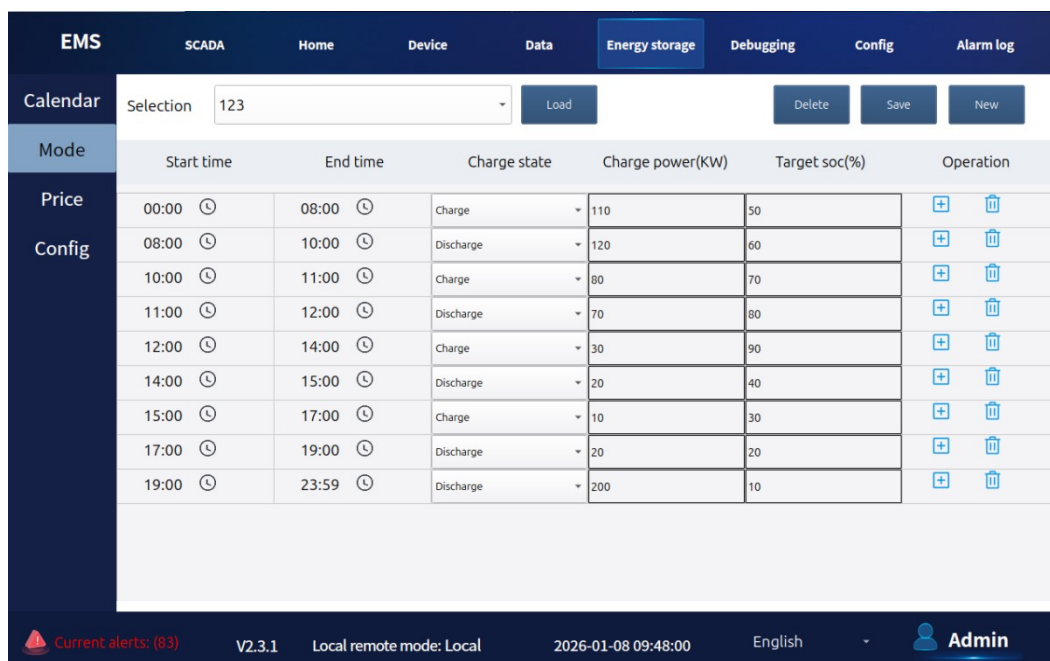 EMS SCADA Home Device Data Energy storage Debugging Config Alarm log
Calendar
Mode
Price
Config
Selection 123 Load Delete Save New
Start time End time Charge state Charge power(KW) Target soc(%) Operation
00:00 08:00 Charge 110 50
08:00 10:00 Discharge 120 60
10:00 11:00 Charge 80 70
11:00 12:00 Discharge 70 80
12:00 14:00 Charge 30 90
14:00 15:00 Discharge 20 40
15:00 17:00 Charge 10 30
17:00 19:00 Discharge 20 20
19:00 23:59 Discharge 200 10
Current alerts: (83) V2.3.1 Local remote mode: Local 2026-01-08 09:48:00 English Admin